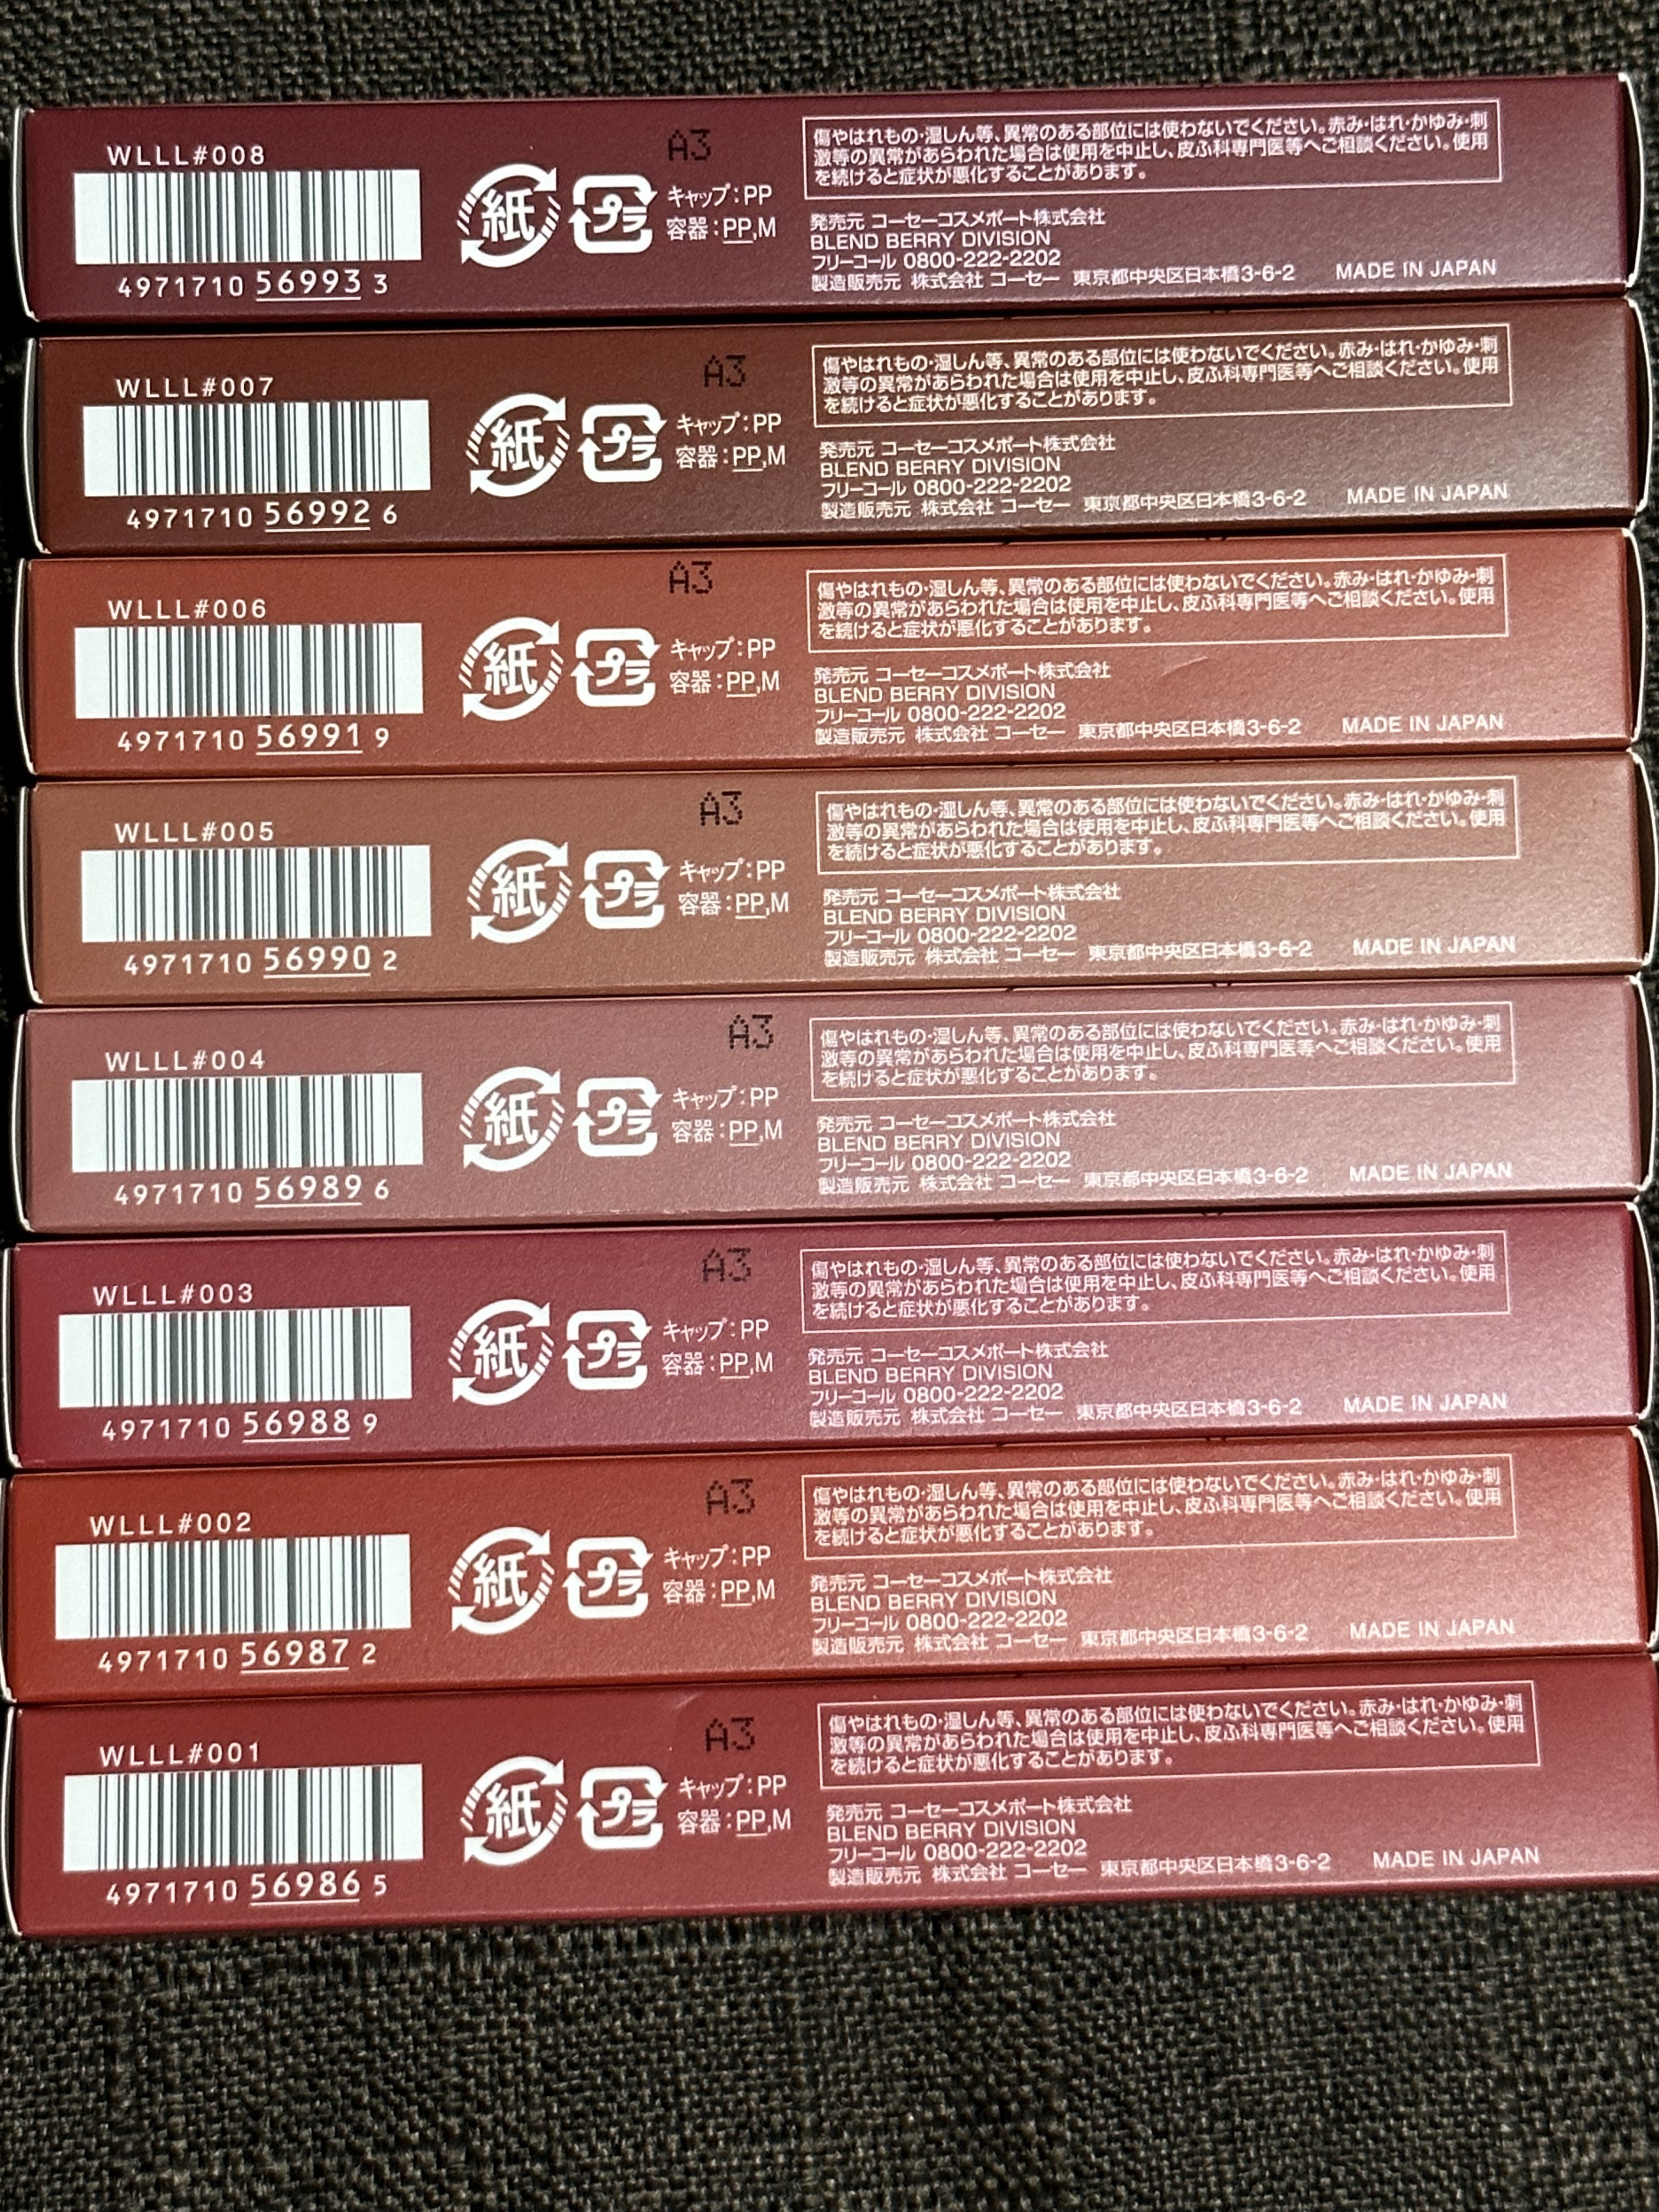 WLLL#008
4971710 56993 3
紙
プラ
A3
キャップ：PP
容器：PP,M
傷やはれもの・湿しん等、異常のある部位には使わないでください。赤み・はれ・かゆみ・刺
激等の異常があらわれた場合は使用を中止し、皮ふ科専門医等へご相談ください。使用
を続けると症状が悪化することがあります。
発売元 コーセーコスメポート株式会社
BLEND BERRY DIVISION
フリーコール 0800-222-2202
製造販売元 株式会社 コーセー 東京都中央区日本橋3-6-2 MADE IN JAPAN
WLLL#007
4971710 56992 6
紙
プラ
A3
キャップ：PP
容器：PP,M
傷やはれもの・湿しん等、異常のある部位には使わないでください。赤み・はれ・かゆみ・刺
激等の異常があらわれた場合は使用を中止し、皮ふ科専門医等へご相談ください。使用
を続けると症状が悪化することがあります。
発売元 コーセーコスメポート株式会社
BLEND BERRY DIVISION
フリーコール 0800-222-2202
製造販売元 株式会社 コーセー 東京都中央区日本橋3-6-2 MADE IN JAPAN
WLLL#006
4971710 56991 9
紙
プラ
A3
キャップ：PP
容器：PP,M
傷やはれもの・湿しん等、異常のある部位には使わないでください。赤み・はれ・かゆみ・刺
激等の異常があらわれた場合は使用を中止し、皮ふ科専門医等へご相談ください。使用
を続けると症状が悪化することがあります。
発売元 コーセーコスメポート株式会社
BLEND BERRY DIVISION
フリーコール 0800-222-2202
製造販売元 株式会社 コーセー 東京都中央区日本橋3-6-2 MADE IN JAPAN
WLLL#005
4971710 56990 2
紙
プラ
A3
キャップ：PP
容器：PP,M
傷やはれもの・湿しん等、異常のある部位には使わないでください。赤み・はれ・かゆみ・刺
激等の異常があらわれた場合は使用を中止し、皮ふ科専門医等へご相談ください。使用
を続けると症状が悪化することがあります。
発売元 コーセーコスメポート株式会社
BLEND BERRY DIVISION
フリーコール 0800-222-2202
製造販売元 株式会社 コーセー 東京都中央区日本橋3-6-2 MADE IN JAPAN
WLLL#004
4971710 56989 6
紙
プラ
A3
キャップ：PP
容器：PP,M
傷やはれもの・湿しん等、異常のある部位には使わないでください。赤み・はれ・かゆみ・刺
激等の異常があらわれた場合は使用を中止し、皮ふ科専門医等へご相談ください。使用
を続けると症状が悪化することがあります。
発売元 コーセーコスメポート株式会社
BLEND BERRY DIVISION
フリーコール 0800-222-2202
製造販売元 株式会社 コーセー 東京都中央区日本橋3-6-2 MADE IN JAPAN
WLLL#003
4971710 56988 9
紙
プラ
A3
キャップ：PP
容器：PP,M
傷やはれもの・湿しん等、異常のある部位には使わないでください。赤み・はれ・かゆみ・刺
激等の異常があらわれた場合は使用を中止し、皮ふ科専門医等へご相談ください。使用
を続けると症状が悪化することがあります。
発売元 コーセーコスメポート株式会社
BLEND BERRY DIVISION
フリーコール 0800-222-2202
製造販売元 株式会社 コーセー 東京都中央区日本橋3-6-2 MADE IN JAPAN
WLLL#002
4971710 56987 2
紙
プラ
A3
キャップ：PP
容器：PP,M
傷やはれもの・湿しん等、異常のある部位には使わないでください。赤み・はれ・かゆみ・刺
激等の異常があらわれた場合は使用を中止し、皮ふ科専門医等へご相談ください。使用
を続けると症状が悪化することがあります。
発売元 コーセーコスメポート株式会社
BLEND BERRY DIVISION
フリーコール 0800-222-2202
製造販売元 株式会社 コーセー 東京都中央区日本橋3-6-2 MADE IN JAPAN
WLLL#001
4971710 56986 5
紙
プラ
A3
キャップ：PP
容器：PP,M
傷やはれもの・湿しん等、異常のある部位には使わないでください。赤み・はれ・かゆみ・刺
激等の異常があらわれた場合は使用を中止し、皮ふ科専門医等へご相談ください。使用
を続けると症状が悪化することがあります。
発売元 コーセーコスメポート株式会社
BLEND BERRY DIVISION
フリーコール 0800-222-2202
製造販売元 株式会社 コーセー 東京都中央区日本橋3-6-2 MADE IN JAPAN